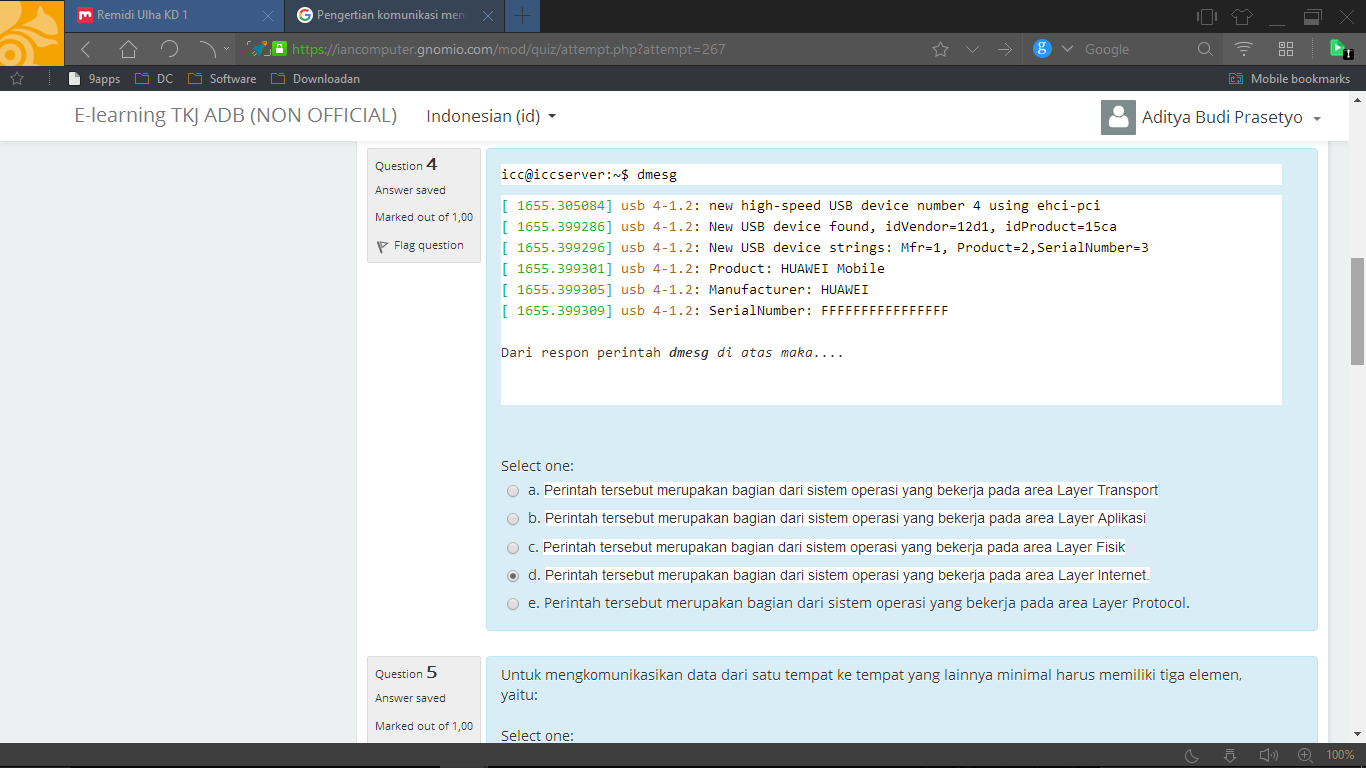 Remidi Ulha KD 1
Pengertian komunikasi men
https://iancomputer.gnomio.com/mod/quiz/attempt.php?attempt=267
g
Google
9apps
DC
Software
Downloadan
Mobile bookmarks
E-learning TKJ ADB (NON OFFICIAL)
Indonesian (id)
Aditya Budi Prasetyo
Question 4
Answer saved
Marked out of 1,00
Flag question
icc@iccserver:~$ dmesg
[ 1655.305084] usb 4-1.2: new high-speed USB device number 4 using ehci-pci
[ 1655.399286] usb 4-1.2: New USB device found, idVendor=12d1, idProduct=15ca
[ 1655.399296] usb 4-1.2: New USB device strings: Mfr=1, Product=2,SerialNumber=3
[ 1655.399301] usb 4-1.2: Product: HUAWEI Mobile
[ 1655.399305] usb 4-1.2: Manufacturer: HUAWEI
[ 1655.399309] usb 4-1.2: SerialNumber: FFFFFFFFFFFFFFFF
Dari respon perintah dmesg di atas maka....
Select one:
a. Perintah tersebut merupakan bagian dari sistem operasi yang bekerja pada area Layer Transport
b. Perintah tersebut merupakan bagian dari sistem operasi yang bekerja pada area Layer Aplikasi
c. Perintah tersebut merupakan bagian dari sistem operasi yang bekerja pada area Layer Fisik
d. Perintah tersebut merupakan bagian dari sistem operasi yang bekerja pada area Layer Internet.
e. Perintah tersebut merupakan bagian dari sistem operasi yang bekerja pada area Layer Protocol.
Question 5
Answer saved
Marked out of 1,00
Untuk mengkomunikasikan data dari satu tempat ke tempat yang lainnya minimal harus memiliki tiga elemen,
yaitu:
Select one:
100%